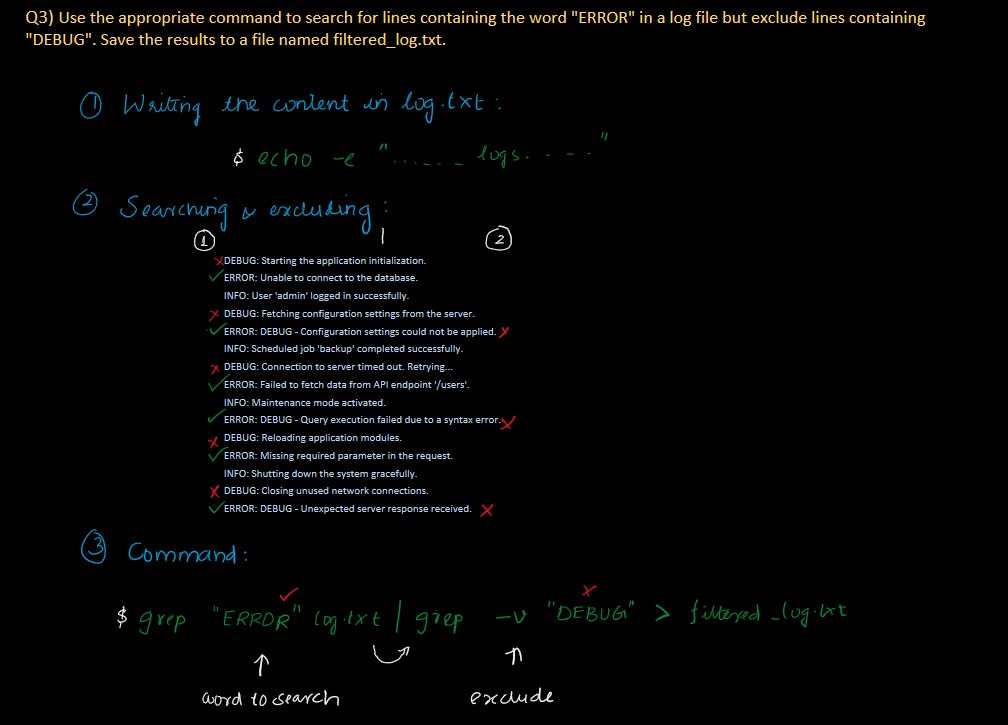 Q3) Use the appropriate command to search for lines containing the word "ERROR" in a log file but exclude lines containing
"DEBUG". Save the results to a file named filtered_log.txt.
① Writing the content in log.txt :
$ echo -e "...... logs. - - - ."
② Searching & excluding :
① | ②
DEBUG: Starting the application initialization.
ERROR: Unable to connect to the database.
INFO: User 'admin' logged in successfully.
DEBUG: Fetching configuration settings from the server.
ERROR: DEBUG - Configuration settings could not be applied.
INFO: Scheduled job 'backup' completed successfully.
DEBUG: Connection to server timed out. Retrying...
ERROR: Failed to fetch data from API endpoint '/users'.
INFO: Maintenance mode activated.
ERROR: DEBUG - Query execution failed due to a syntax error.
DEBUG: Reloading application modules.
ERROR: Missing required parameter in the request.
INFO: Shutting down the system gracefully.
DEBUG: Closing unused network connections.
ERROR: DEBUG - Unexpected server response received.
③ Command :
$ grep "ERROR" log.txt | grep -v "DEBUG" > filtered_log.txt
word to search exclude